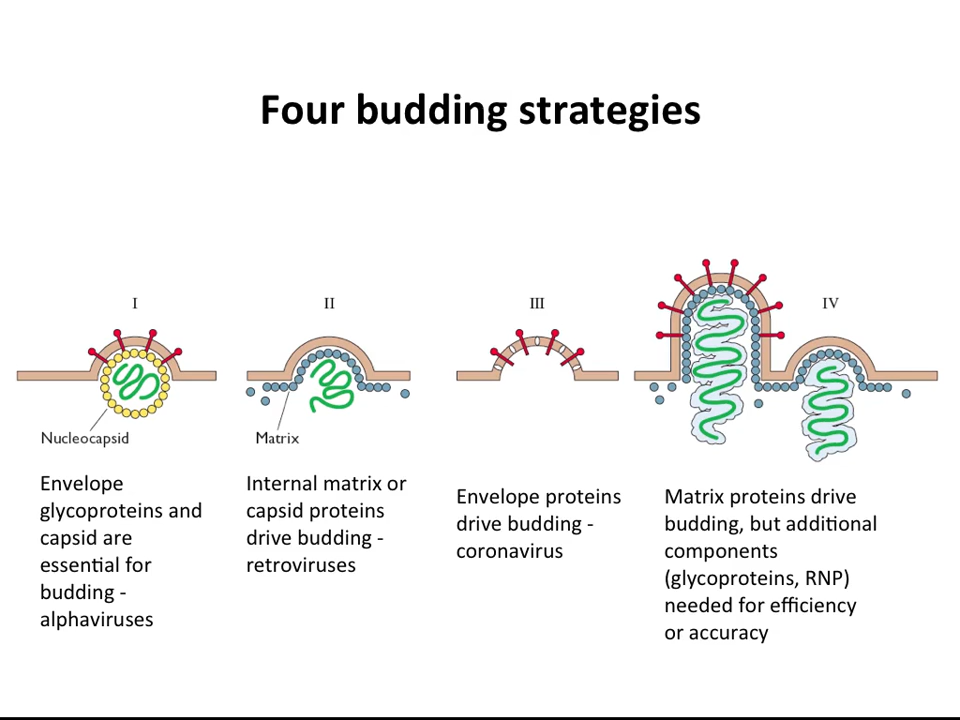 Four budding strategies
I
II
III
IV
Nucleocapsid
Matrix
Envelope
glycoproteins and
capsid are
essential for
budding -
alphaviruses
Internal matrix or
capsid proteins
drive budding -
retroviruses
Envelope proteins
drive budding -
coronavirus
Matrix proteins drive
budding, but additional
components
(glycoproteins, RNP)
needed for efficiency
or accuracy